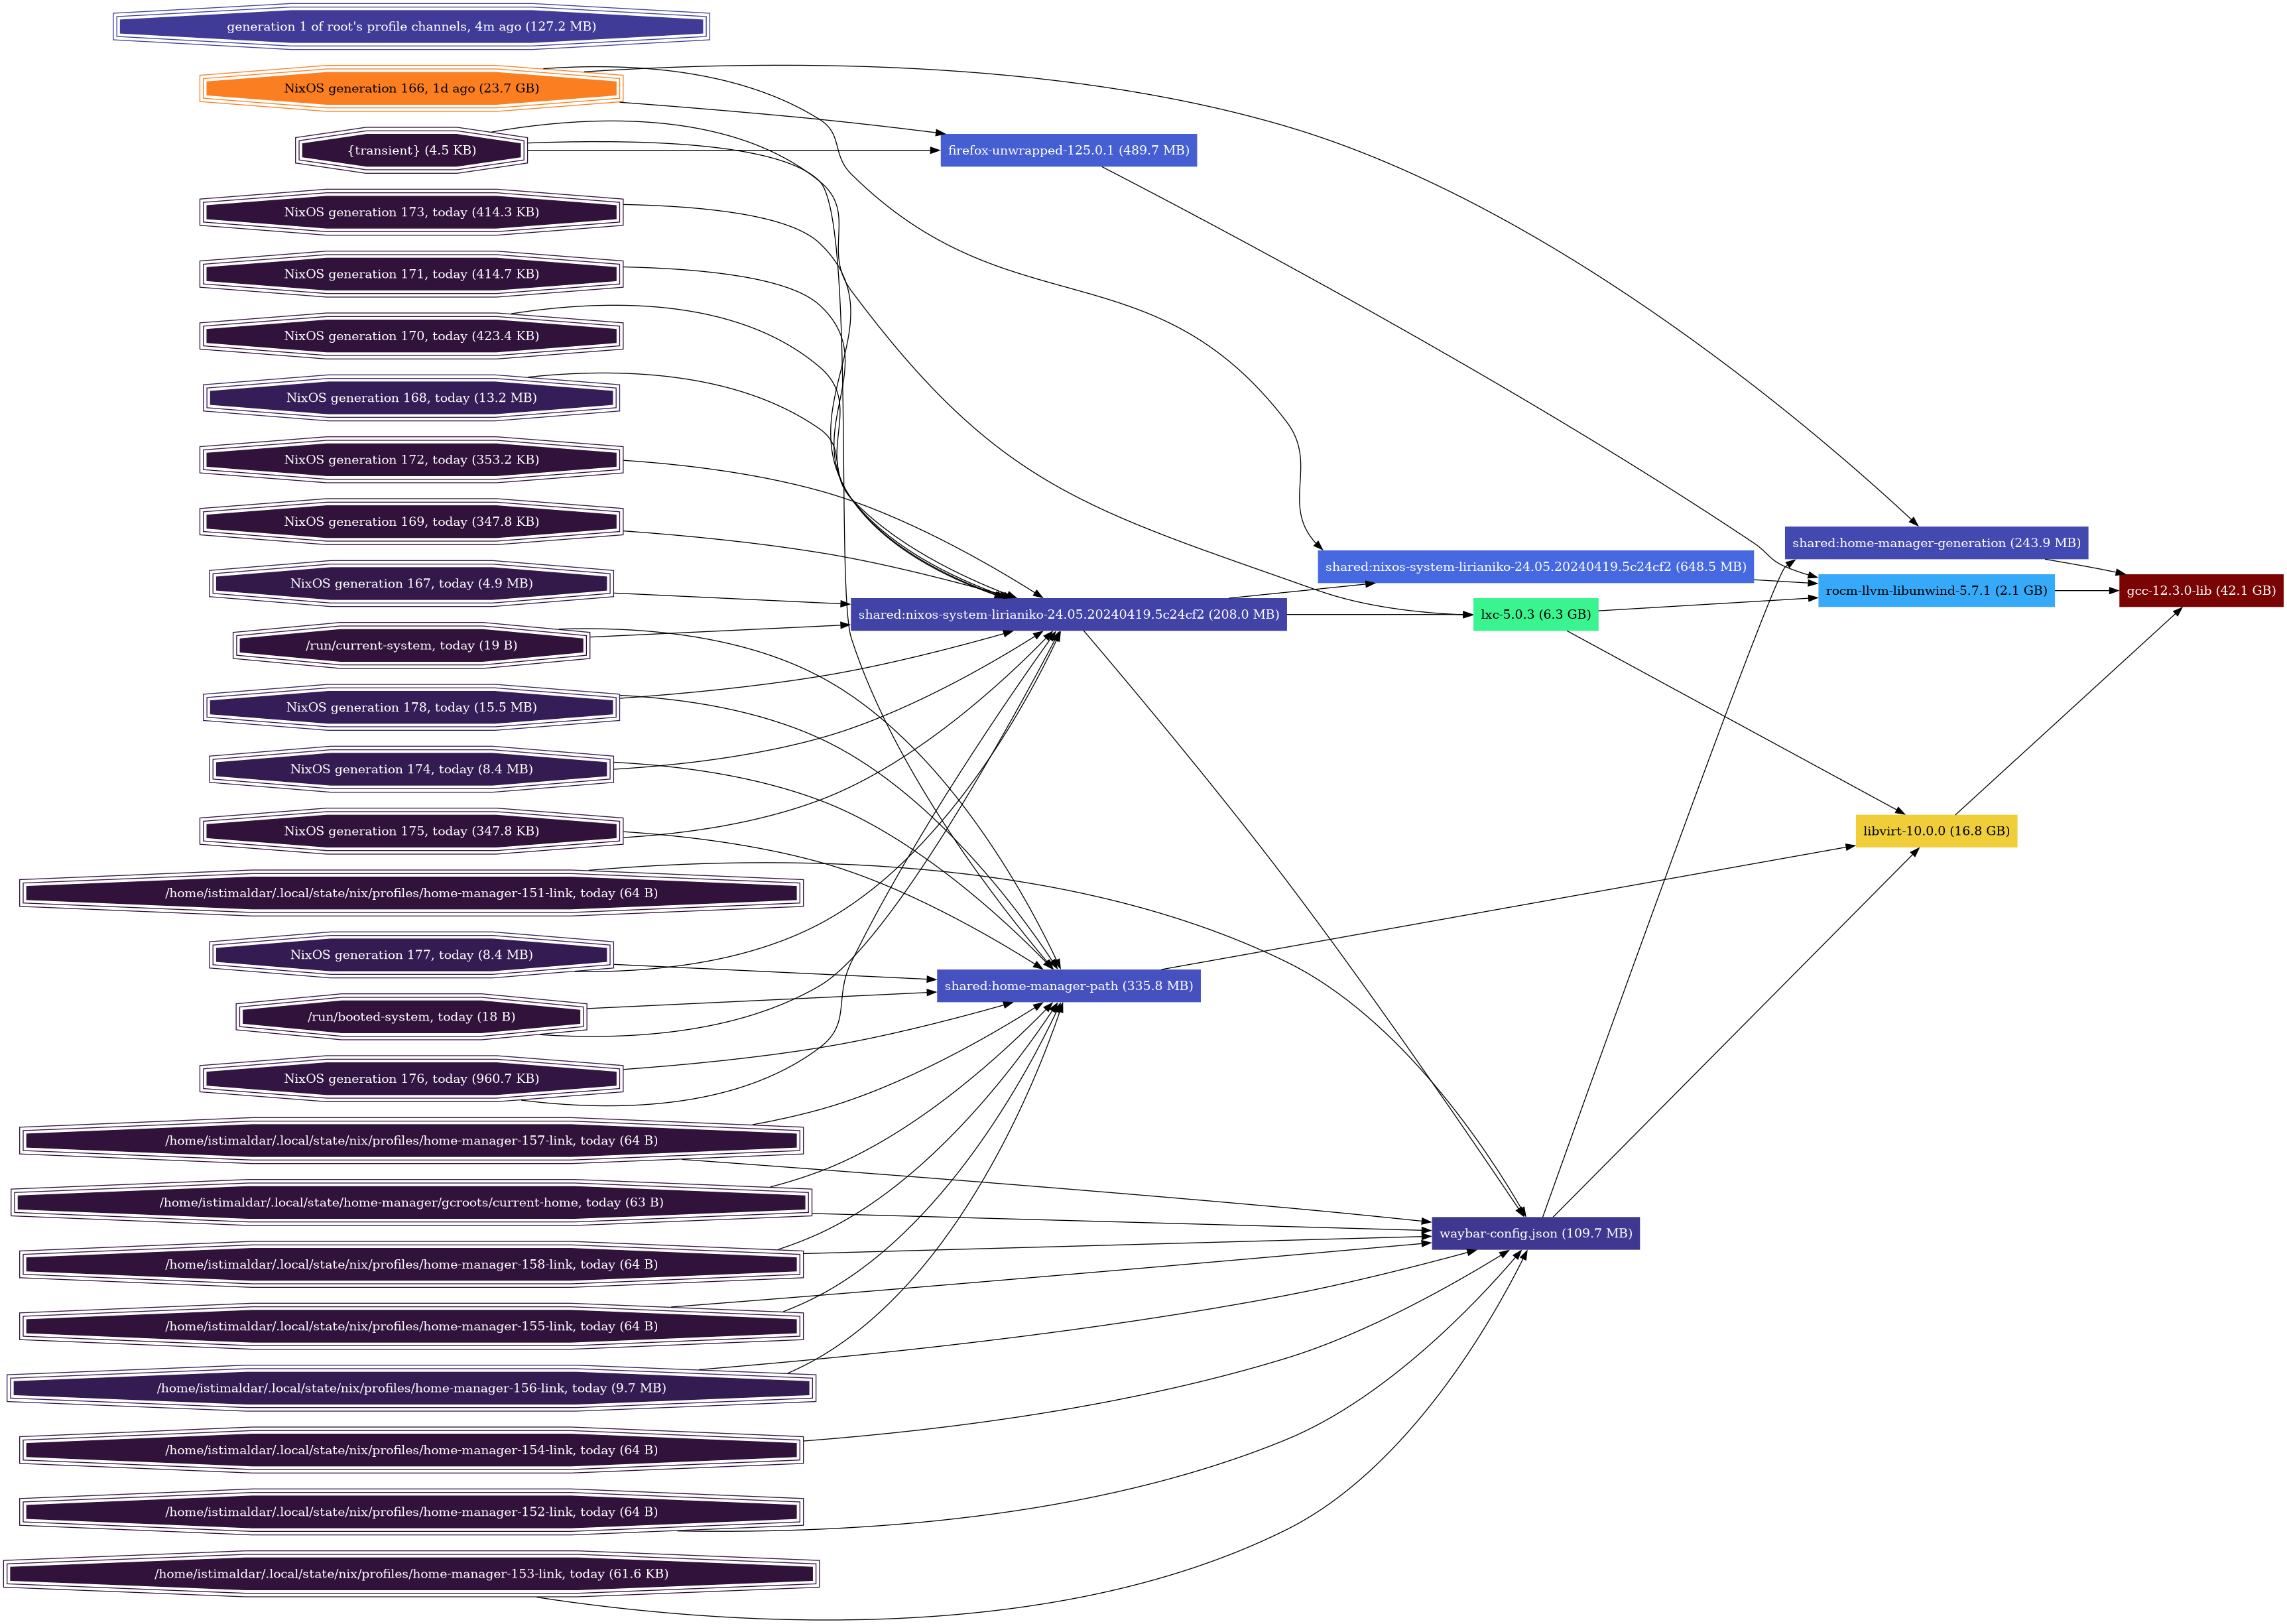 generation 1 of root's profile channels, 4m ago (127.2 MB)
NixOS generation 166, 1d ago (23.7 GB)
{transient} (4.5 KB)
firefox-unwrapped-125.0.1 (489.7 MB)
NixOS generation 173, today (414.3 KB)
NixOS generation 171, today (414.7 KB)
NixOS generation 170, today (423.4 KB)
NixOS generation 168, today (13.2 MB)
NixOS generation 172, today (353.2 KB)
NixOS generation 169, today (347.8 KB)
shared:home-manager-generation (243.9 MB)
shared:nixos-system-lirianiko-24.05.20240419.5c24cf2 (648.5 MB)
NixOS generation 167, today (4.9 MB)
rocm-llvm-libunwind-5.7.1 (2.1 GB)
gcc-12.3.0-lib (42.1 GB)
shared:nixos-system-lirianiko-24.05.20240419.5c24cf2 (208.0 MB)
lxc-5.0.3 (6.3 GB)
/run/current-system, today (19 B)
NixOS generation 178, today (15.5 MB)
NixOS generation 174, today (8.4 MB)
NixOS generation 175, today (347.8 KB)
libvirt-10.0.0 (16.8 GB)
/home/istimaldar/.local/state/nix/profiles/home-manager-151-link, today (64 B)
NixOS generation 177, today (8.4 MB)
shared:home-manager-path (335.8 MB)
/run/booted-system, today (18 B)
NixOS generation 176, today (960.7 KB)
/home/istimaldar/.local/state/nix/profiles/home-manager-157-link, today (64 B)
/home/istimaldar/.local/state/home-manager/gcroots/current-home, today (63 B)
waybar-config.json (109.7 MB)
/home/istimaldar/.local/state/nix/profiles/home-manager-158-link, today (64 B)
/home/istimaldar/.local/state/nix/profiles/home-manager-155-link, today (64 B)
/home/istimaldar/.local/state/nix/profiles/home-manager-156-link, today (9.7 MB)
/home/istimaldar/.local/state/nix/profiles/home-manager-154-link, today (64 B)
/home/istimaldar/.local/state/nix/profiles/home-manager-152-link, today (64 B)
/home/istimaldar/.local/state/nix/profiles/home-manager-153-link, today (61.6 KB)